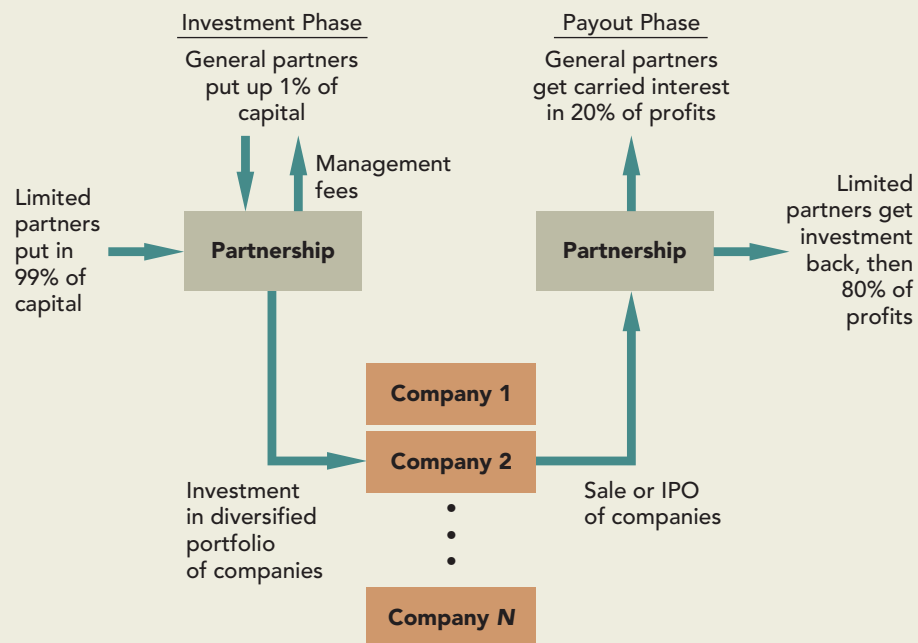 Investment Phase
General partners
put up 1% of
capital
Management
fees
Limited
partners
put in
99% of
capital
Partnership
Investment
in diversified
portfolio
of companies
Company 1
Company 2
Company N
Sale or IPO
of companies
Payout Phase
General partners
get carried interest
in 20% of profits
Partnership
Limited
partners get
investment
back, then
80% of
profits